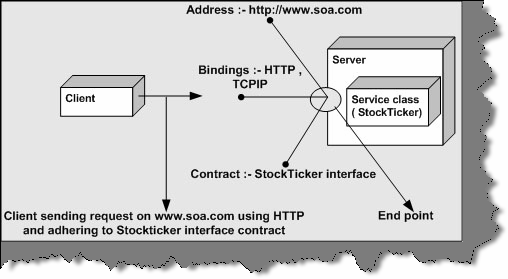 Address :- http://www.soa.com
Server
Bindings :- HTTP ,
TCPIP
Client
Service class
( StockTicker)
Contract :- StockTicker interface
Client sending request on www.soa.com using HTTP
and adhering to Stockticker interface contract
End point